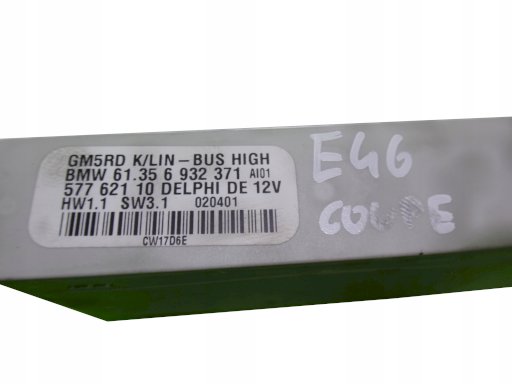 GM5RD K/LIN-BUS HIGH
BMW 61.35 6 932 371 AI01
577 621 10 DELPHI DE 12V
HW1.1 SW3.1 020401
CW17D6E
E46
COUPE